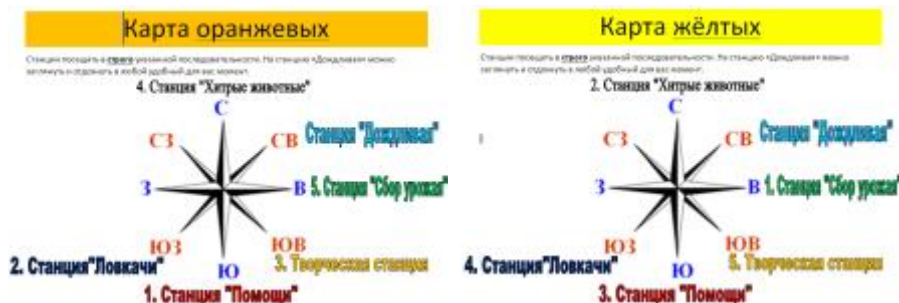 Карта оранжевых
Станции посещать в строго указанной последовательности. На станцию «Дождливая» можно
заглянуть и отдохнуть в любой удобный для вас момент.
4. Станция "Хитрые животные"
С
СЗ
СВ
Станция "Дождливая"
З
В
5. Станция "Сбор урожая"
ЮЗ
ЮВ
2. Станция"Ловкачи"
Ю
3. Творческая станция
1. Станция "Помощи"
Карта жёлтых
Станции посещать в строго указанной последовательности. На станцию «Дождливая» можно
заглянуть и отдохнуть в любой удобный для вас момент.
2. Станция "Хитрые животные"
С
СЗ
СВ
Станция "Дождливая"
З
В
1. Станция "Сбор урожая"
ЮЗ
ЮВ
4. Станция"Ловкачи"
Ю
5. Творческая станция
3. Станция "Помощи"